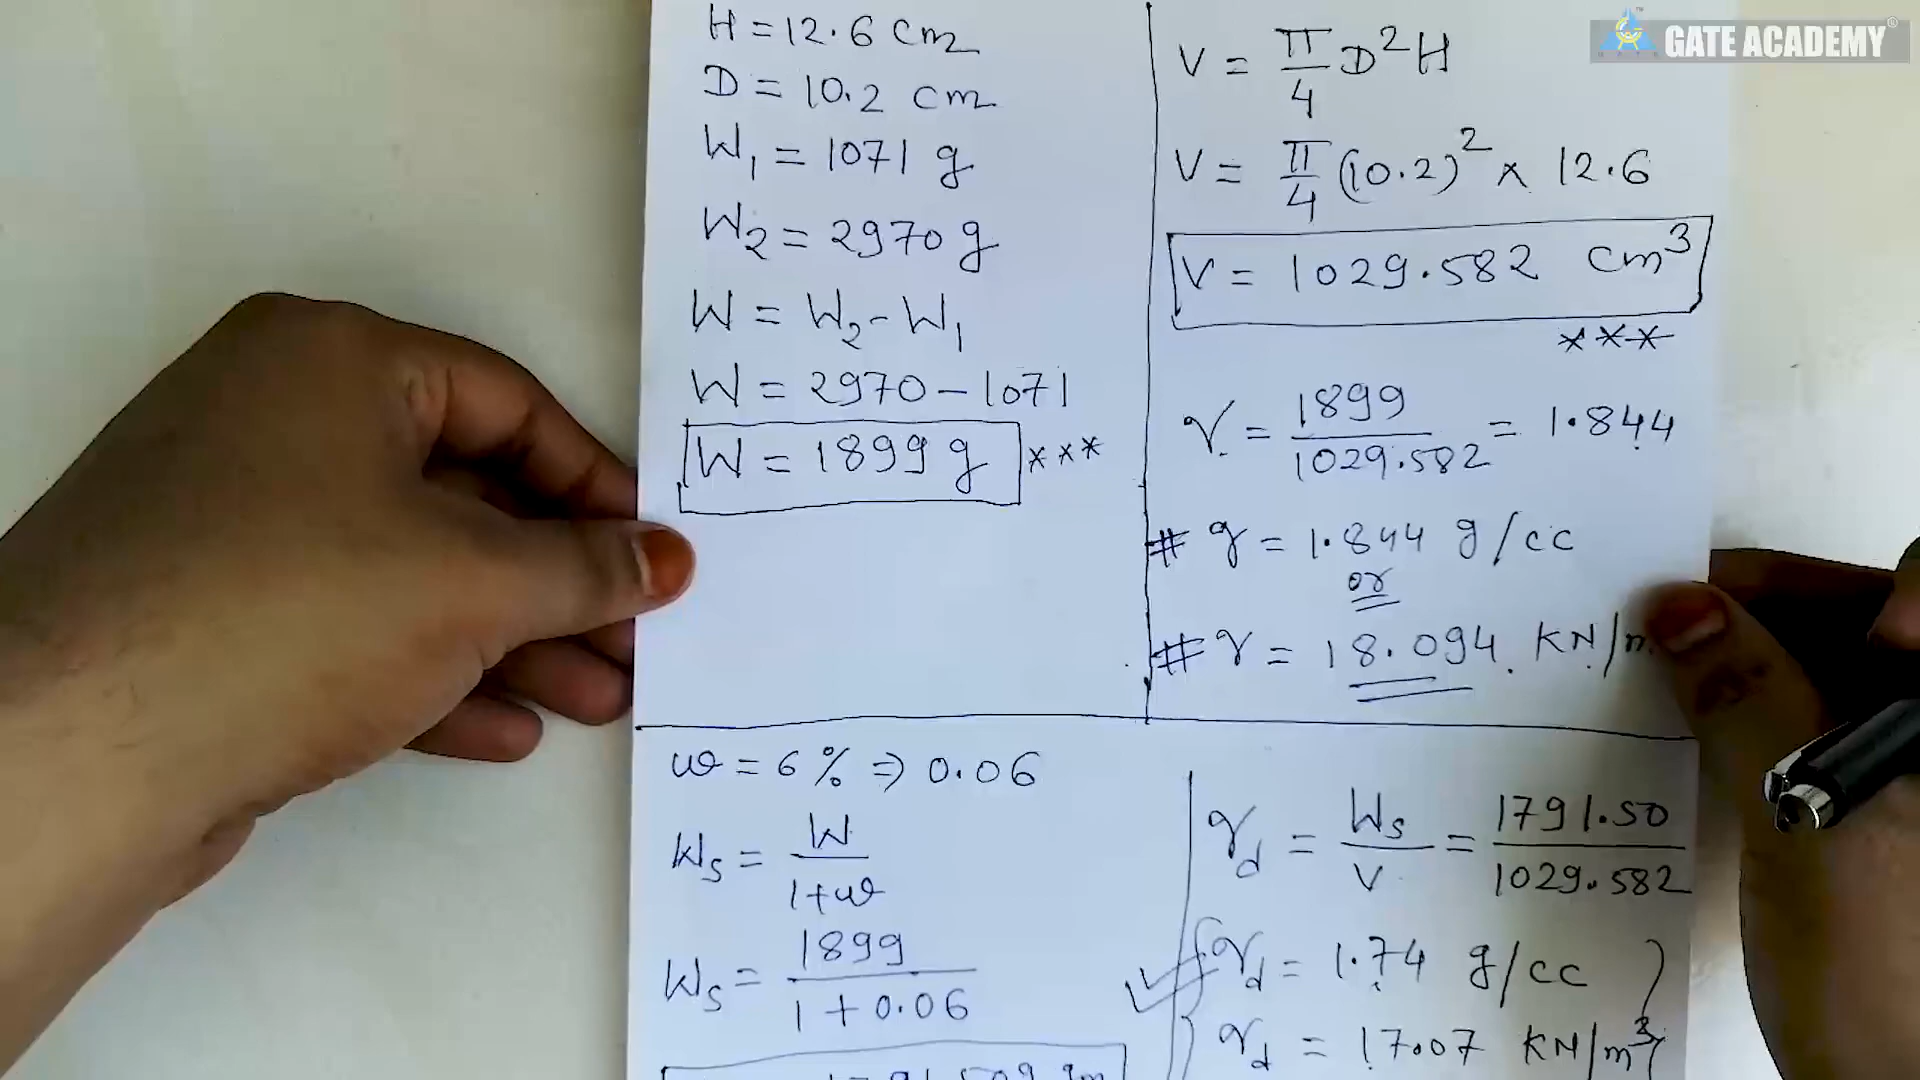 H = 12.6 cm
D = 10.2 cm
W₁ = 1071 g
W₂ = 2970 g
W = W₂ - W₁
W = 2970 - 1071
W = 1899 g ***
GATE ACADEMY®
V = π/4 D²H
V = π/4 (10.2)² × 12.6
V = 1029.582 cm³
***
γ = 1899/1029.582 = 1.844
# γ = 1.844 g/cc
or
# γ = 18.094 KN/m
w = 6% ⇒ 0.06
Ws = W/1+w
Ws = 1899/1+0.06
γd = Ws/V = 1791.50/1029.582
γd = 1.74 g/cc
γd = 17.07 KN/m³